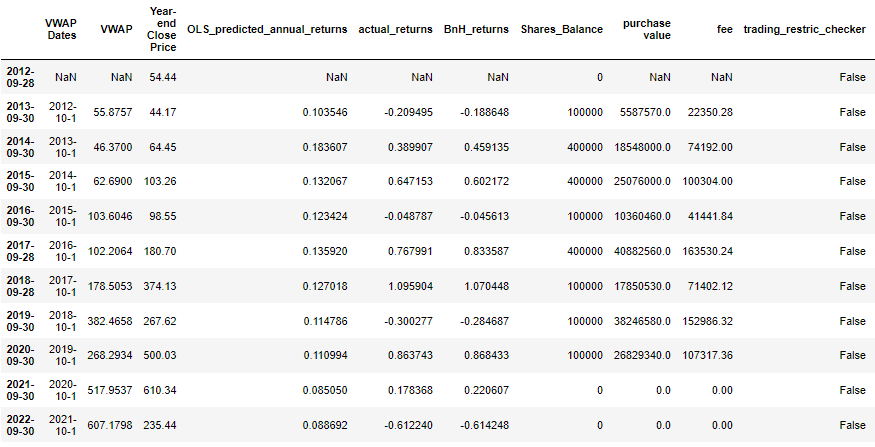 VWAP Dates VWAP Year-end Close Price OLS_predicted_annual_returns actual_returns BnH_returns Shares_Balance purchase value fee trading_restric_checker
2012-09-28 NaN NaN 54.44 NaN NaN NaN 0 NaN NaN False
2013-09-30 2012-10-1 55.8757 44.17 0.103546 -0.209495 -0.188648 100000 5587570.0 22350.28 False
2014-09-30 2013-10-1 46.3700 64.45 0.183607 0.389907 0.459135 400000 18548000.0 74192.00 False
2015-09-30 2014-10-1 62.6900 103.26 0.132067 0.647153 0.602172 400000 25076000.0 100304.00 False
2016-09-30 2015-10-1 103.6046 98.55 0.123424 -0.048787 -0.045613 100000 10360460.0 41441.84 False
2017-09-28 2016-10-1 102.2064 180.70 0.135920 0.767991 0.833587 400000 40882560.0 163530.24 False
2018-09-28 2017-10-1 178.5053 374.13 0.127018 1.095904 1.070448 100000 17850530.0 71402.12 False
2019-09-30 2018-10-1 382.4658 267.62 0.114786 -0.300277 -0.284687 100000 38246580.0 152986.32 False
2020-09-30 2019-10-1 268.2934 500.03 0.110994 0.863743 0.868433 100000 26829340.0 107317.36 False
2021-09-30 2020-10-1 517.9537 610.34 0.085050 0.178368 0.220607 0 0.0 0.00 False
2022-09-30 2021-10-1 607.1798 235.44 0.088692 -0.612240 -0.614248 0 0.0 0.00 False